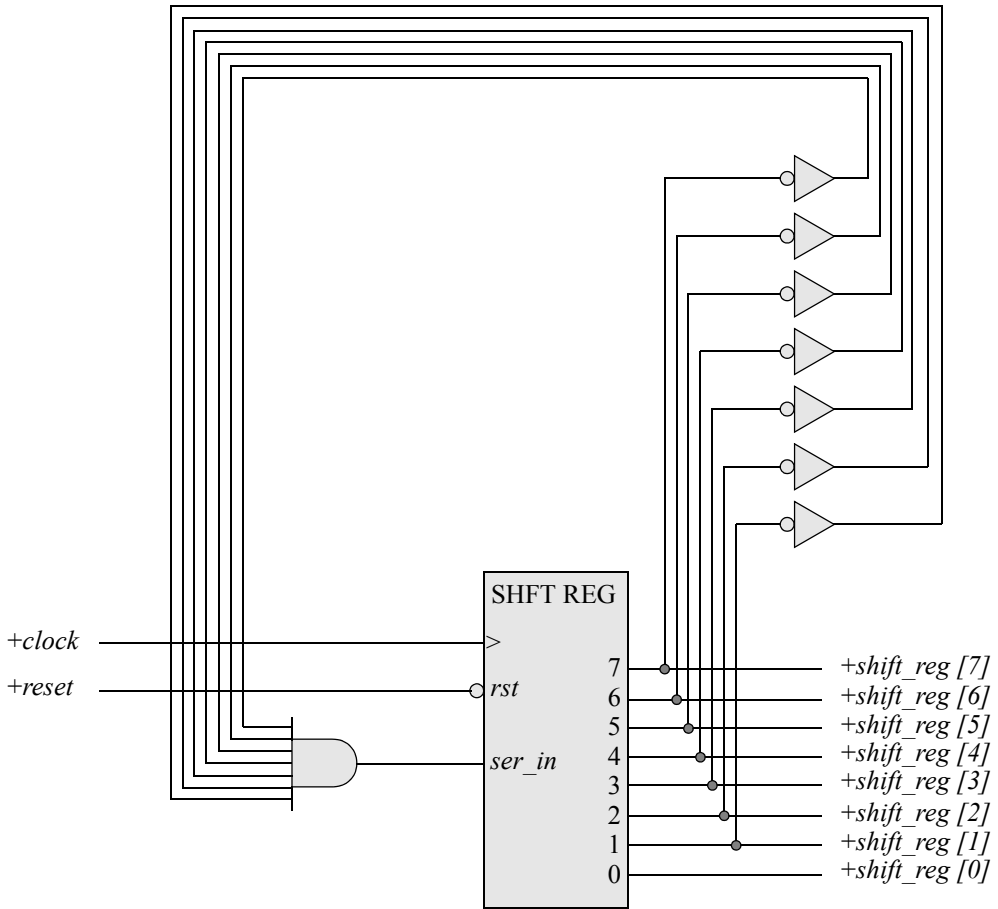 SHFT REG
+clock
>
+reset
rst
ser_in
7
6
5
4
3
2
1
0
+shift_reg [7]
+shift_reg [6]
+shift_reg [5]
+shift_reg [4]
+shift_reg [3]
+shift_reg [2]
+shift_reg [1]
+shift_reg [0]